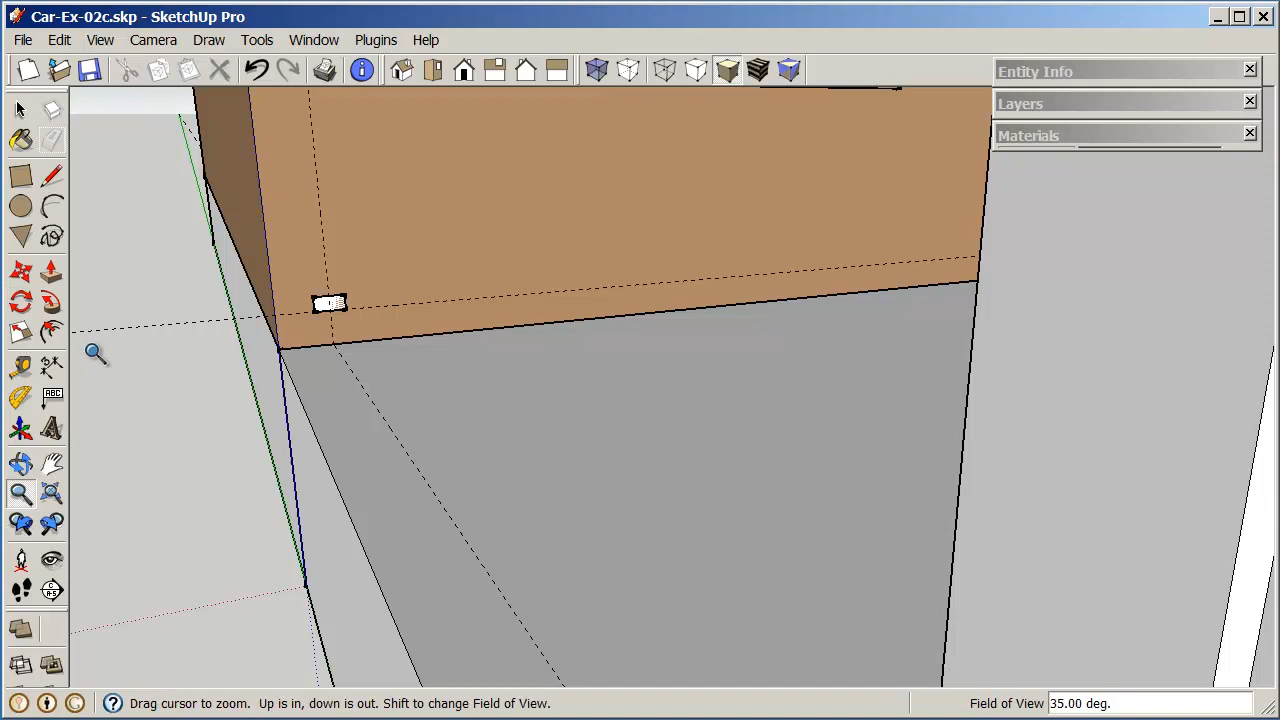 Car-Ex-02c.skp - SketchUp Pro
File Edit View Camera Draw Tools Window Plugins Help
Entity Info
Layers
Materials
ABC
Drag cursor to zoom. Up is in, down is out. Shift to change Field of View.
Field of View 35.00 deg.